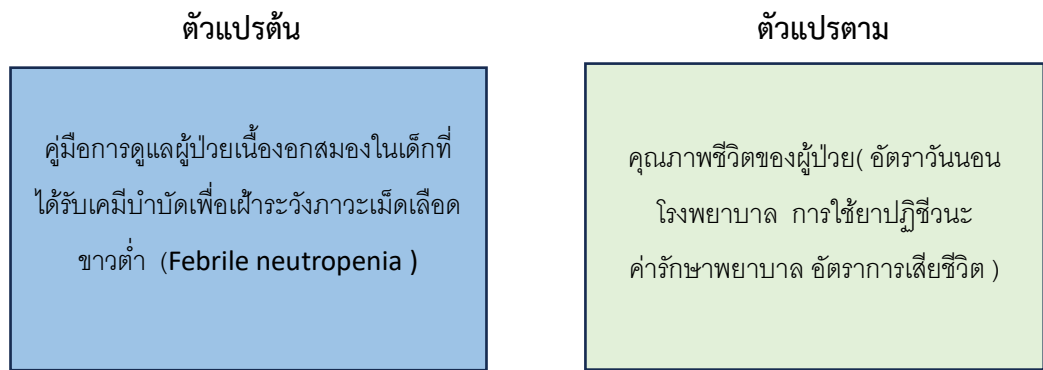 ตัวแปรต้น
ตัวแปรตาม
คู่มือการดูแลผู้ป่วยเนื้องอกสมองในเด็กที่
ได้รับเคมีบำบัดเพื่อเฝ้าระวังภาวะเม็ดเลือด
ขาวต่ำ (Febrile neutropenia )
คุณภาพชีวิตของผู้ป่วย( อัตราวันนอน
โรงพยาบาล การใช้ยาปฏิชีวนะ
ค่ารักษาพยาบาล อัตราการเสียชีวิต )